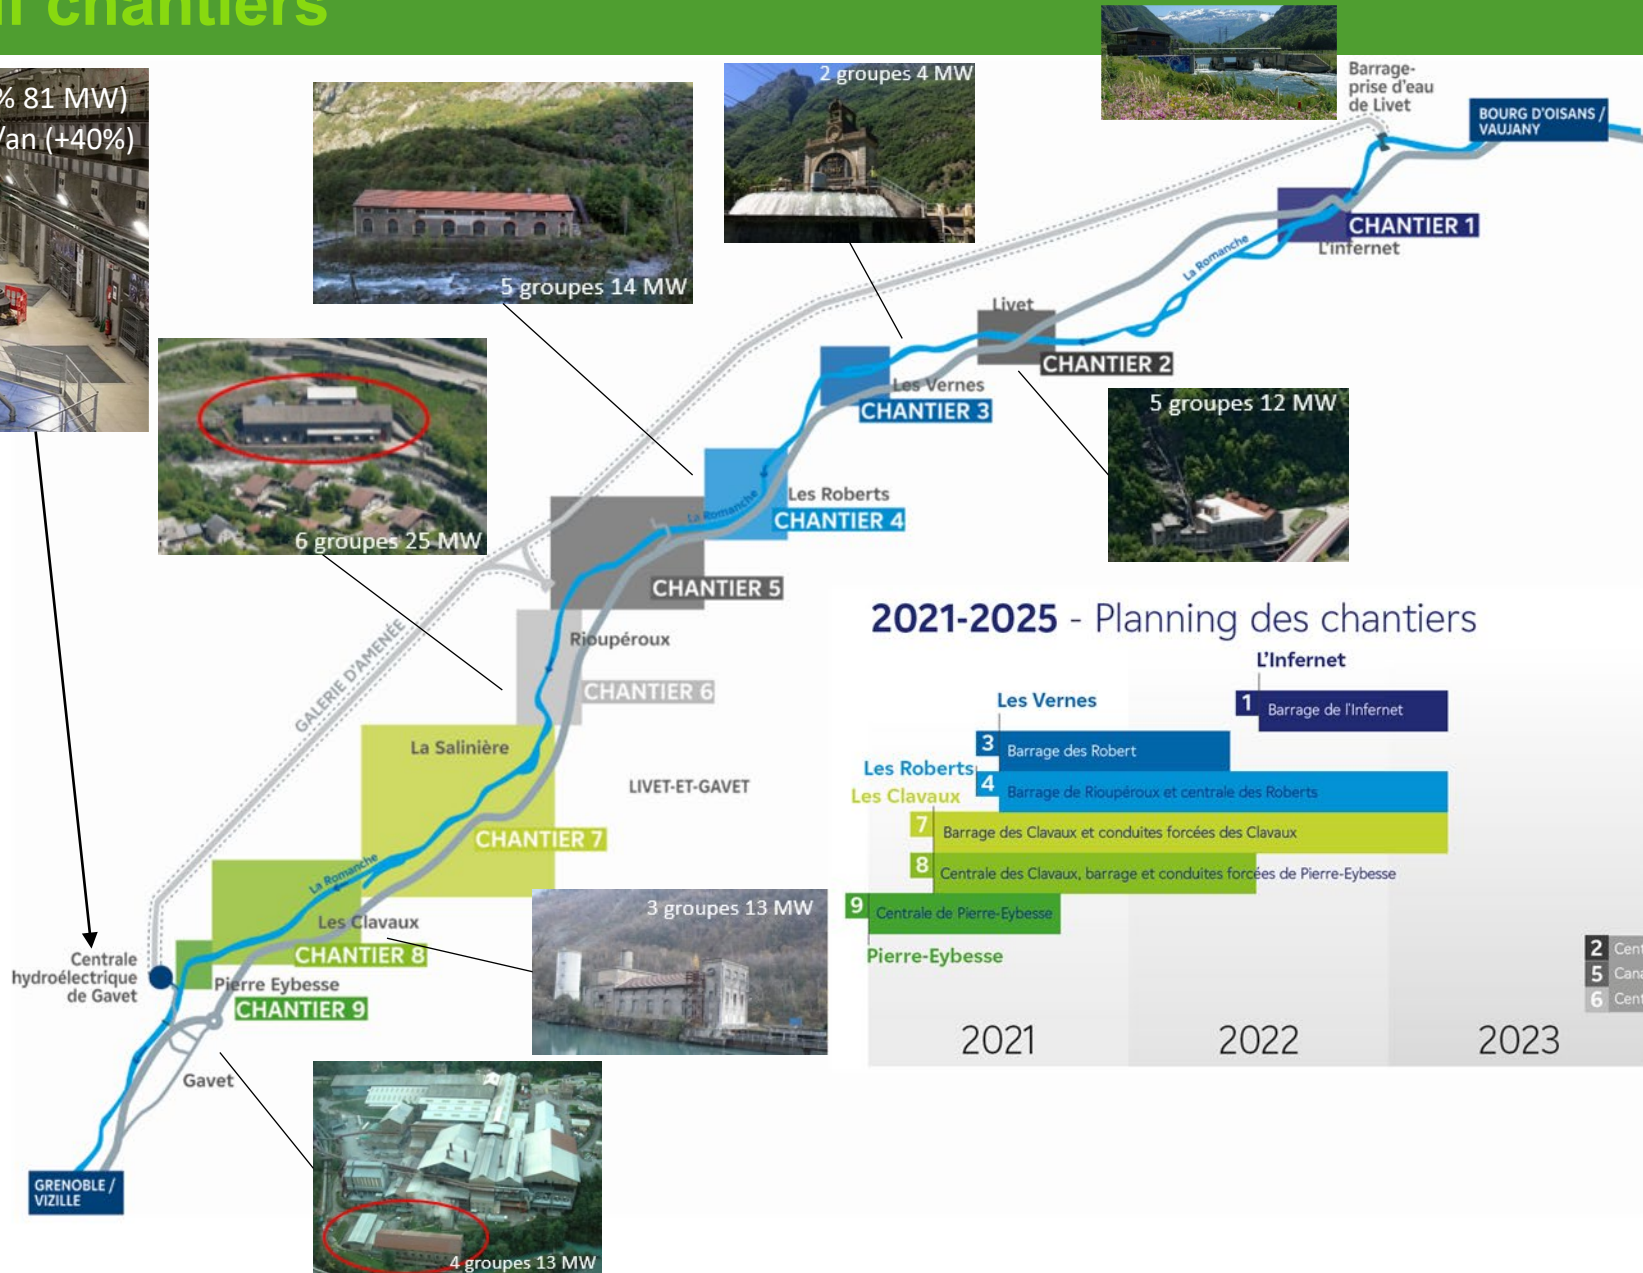 chantiers
% 81 MW)
/an (+40%)
5 groupes 14 MW
2 groupes 4 MW
Barrage-
prise d'eau
de Livet
BOURG D'OISANS /
VAUJANY
CHANTIER 1
L'infernet
La Romanche
Livet
CHANTIER 2
Les Vernes
CHANTIER 3
5 groupes 12 MW
6 groupes 25 MW
Les Roberts
CHANTIER 4
La Romanche
CHANTIER 5
Rioupéroux
CHANTIER 6
GALERIE D'AMENÉE
La Salinière
LIVET-ET-GAVET
CHANTIER 7
La Romanche
Les Clavaux
CHANTIER 8
3 groupes 13 MW
Centrale
hydroélectrique
de Gavet
Pierre Eybesse
CHANTIER 9
Gavet
GRENOBLE /
VIZILLE
4 groupes 13 MW
2021-2025 - Planning des chantiers
L'Infernet
1 Barrage de l'Infernet
Les Vernes
3 Barrage des Robert
Les Roberts
4 Barrage de Rioupéroux et centrale des Roberts
Les Clavaux
7 Barrage des Clavaux et conduites forcées des Clavaux
8 Centrale des Clavaux, barrage et conduites forcées de Pierre-Eybesse
9 Centrale de Pierre-Eybesse
Pierre-Eybesse
2 Cent
5 Cana
6 Cent
2021 2022 2023